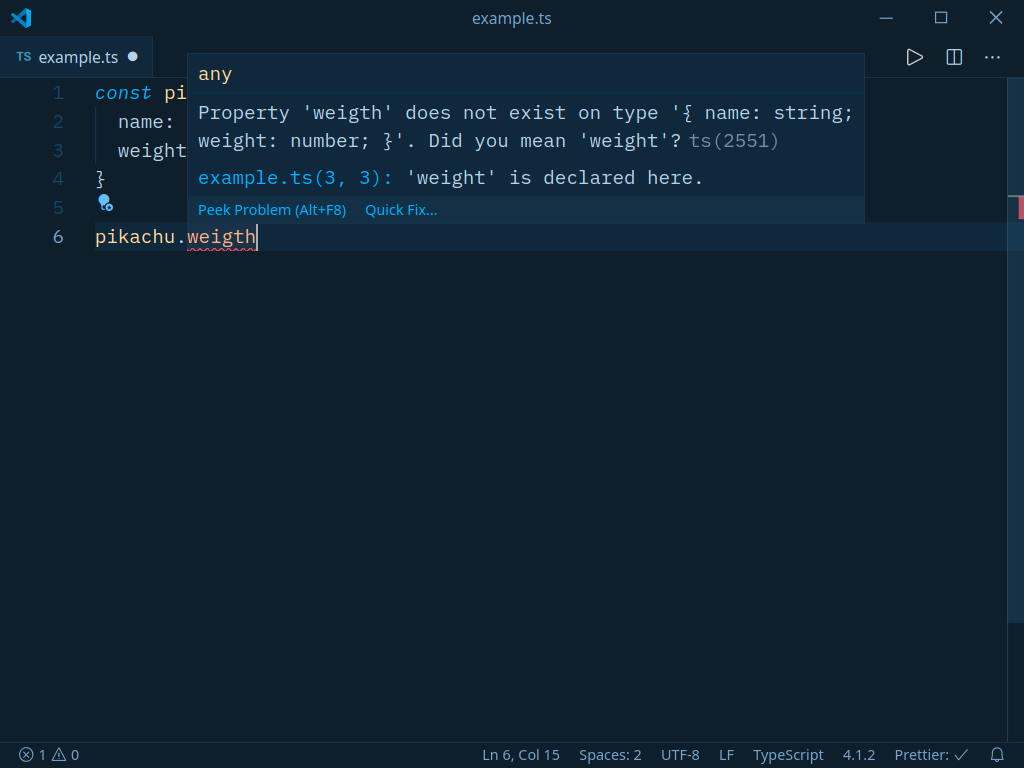 example.ts
TS example.ts
any
1 const pi
Property 'weigth' does not exist on type '{ name: string;
2 name:
weight: number; }'. Did you mean 'weight'? ts(2551)
3 weight
4 }
example.ts(3, 3): 'weight' is declared here.
5
Peek Problem (Alt+F8) Quick Fix...
6 pikachu.weigth
1 0 Ln 6, Col 15 Spaces: 2 UTF-8 LF TypeScript 4.1.2 Prettier: ✓